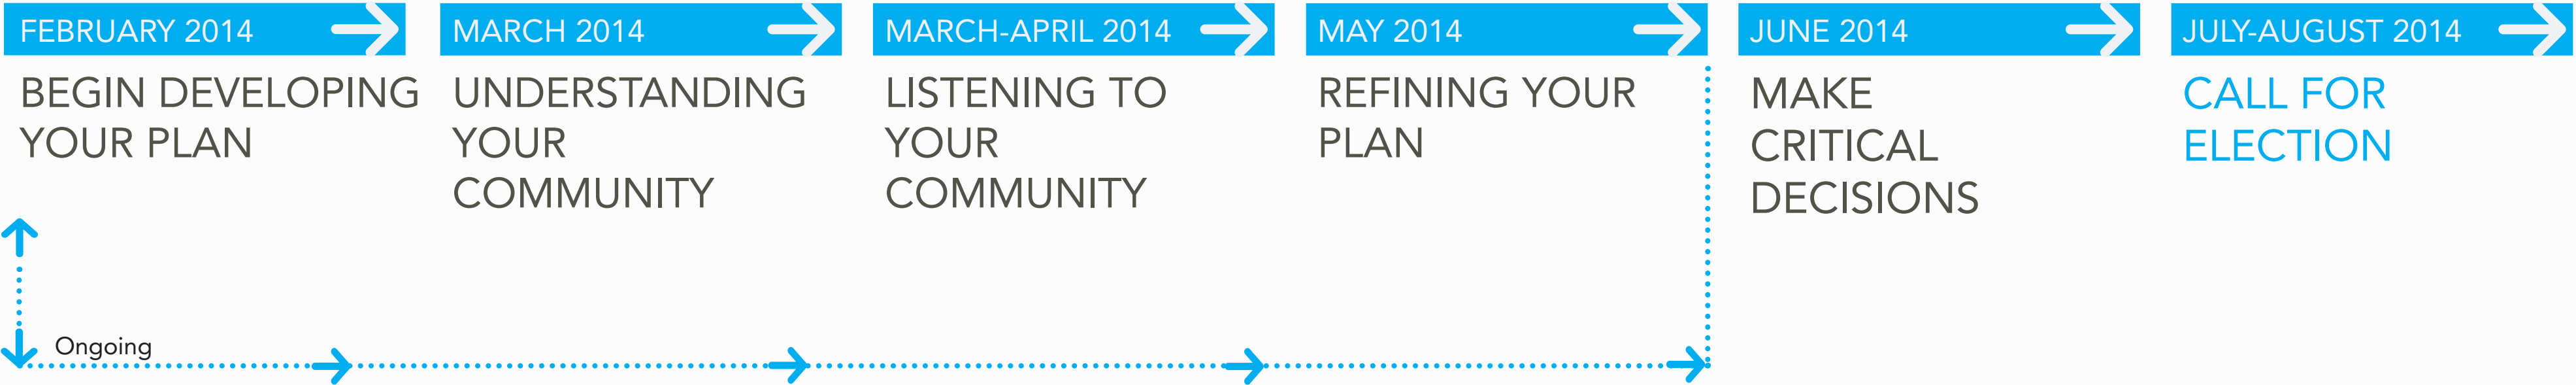 FEBRUARY 2014
BEGIN DEVELOPING
YOUR PLAN
MARCH 2014
UNDERSTANDING
YOUR
COMMUNITY
MARCH-APRIL 2014
LISTENING TO
YOUR
COMMUNITY
MAY 2014
REFINING YOUR
PLAN
JUNE 2014
MAKE
CRITICAL
DECISIONS
JULY-AUGUST 2014
CALL FOR
ELECTION
Ongoing